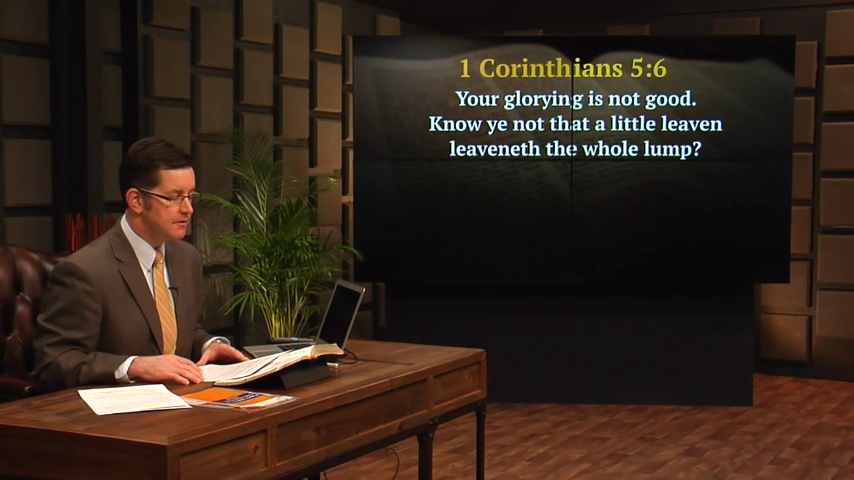 1 Corinthians 5:6
Your glorying is not good.
Know ye not that a little leaven
leaveneth the whole lump?